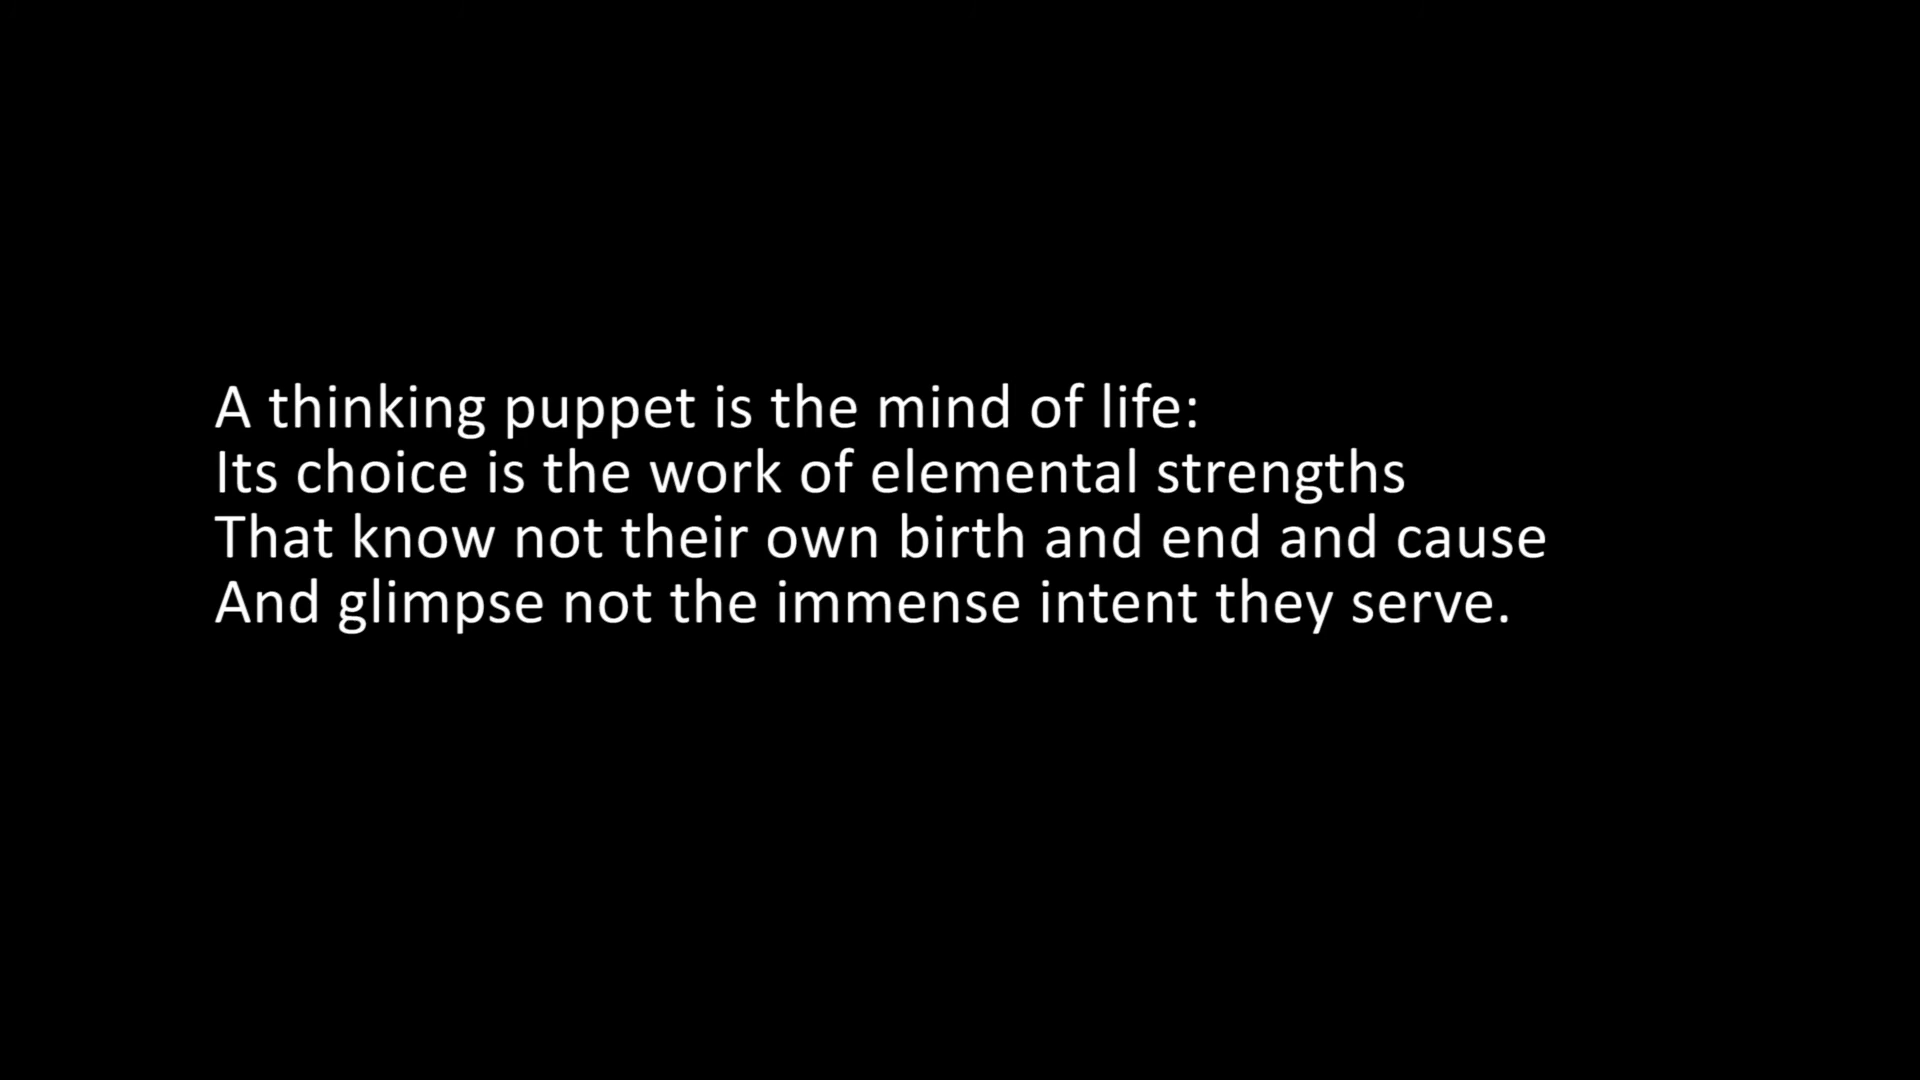 A thinking puppet is the mind of life:
Its choice is the work of elemental strengths
That know not their own birth and end and cause
And glimpse not the immense intent they serve.